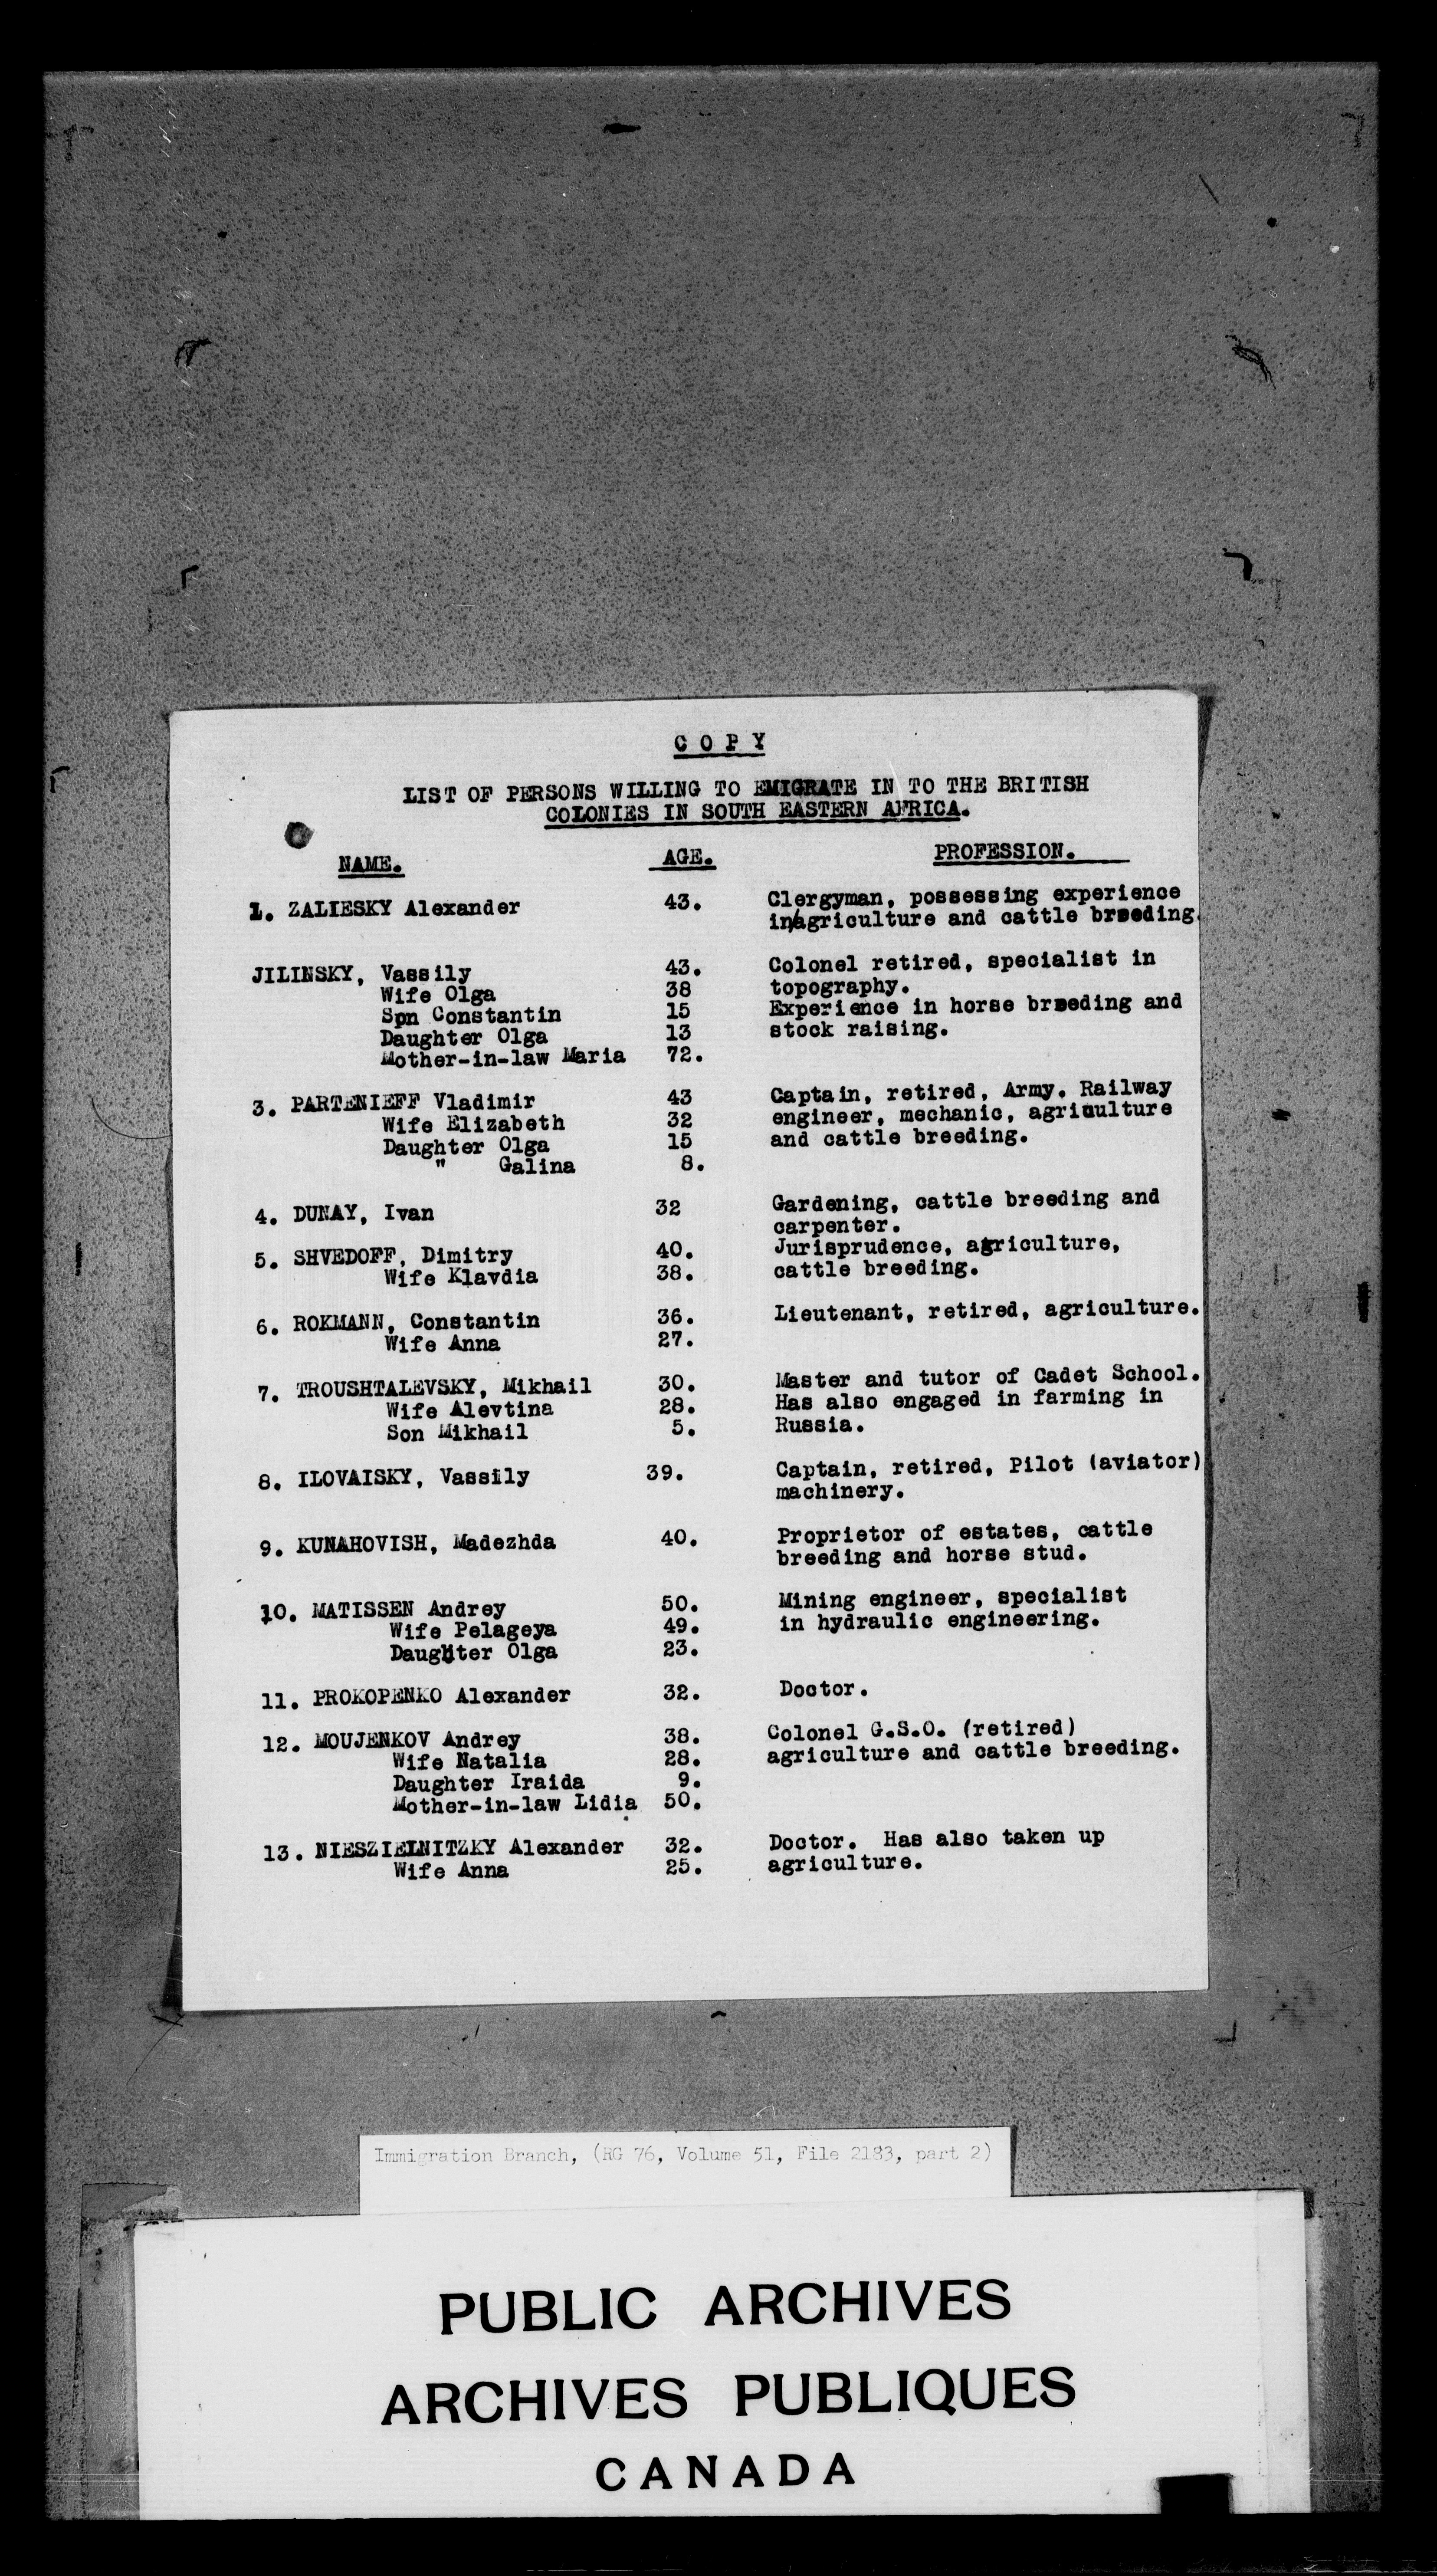 COPY
LIST OF PERSONS WILLING TO EMIGRATE IN TO THE BRITISH
COLONIES IN SOUTH EASTERN AFRICA.
NAME. AGE. PROFESSION.
1. ZALIESKY Alexander 43. Clergyman, possessing experience
in/agriculture and cattle breeding.
JILINSKY, Vassily 43. Colonel retired, specialist in
Wife Olga 38 topography.
Spn Constantin 15 Experience in horse breeding and
Daughter Olga 13 stock raising.
Mother-in-law Maria 72.
3. PARTENIEFF Vladimir 43 Captain, retired, Army. Railway
Wife Elizabeth 32 engineer, mechanic, agriculture
Daughter Olga 15 and cattle breeding.
" Galina 8.
4. DUNAY, Ivan 32 Gardening, cattle breeding and
carpenter.
5. SHVEDOFF, Dimitry 40. Jurisprudence, agriculture,
Wife Klavdia 38. cattle breeding.
6. ROKMANN, Constantin 36. Lieutenant, retired, agriculture.
Wife Anna 27.
7. TROUSHTALEVSKY, Mikhail 30. Master and tutor of Cadet School.
Wife Alevtina 28. Has also engaged in farming in
Son Mikhail 5. Russia.
8. ILOVAISKY, Vassily 39. Captain, retired, Pilot (aviator)
machinery.
9. KUNAHOVISH, Madezhda 40. Proprietor of estates, cattle
breeding and horse stud.
10. MATISSEN Andrey 50. Mining engineer, specialist
Wife Pelageya 49. in hydraulic engineering.
Daughter Olga 23.
11. PROKOPENKO Alexander 32. Doctor.
12. MOUJENKOV Andrey 38. Colonel G.S.O. (retired)
Wife Natalia 28. agriculture and cattle breeding.
Daughter Iraida 9.
Mother-in-law Lidia 50.
13. NIESZIELNITZKY Alexander 32. Doctor. Has also taken up
Wife Anna 25. agriculture.
Immigration Branch, (RG 76, Volume 51, File 2183, part 2)
PUBLIC ARCHIVES
ARCHIVES PUBLIQUES
CANADA